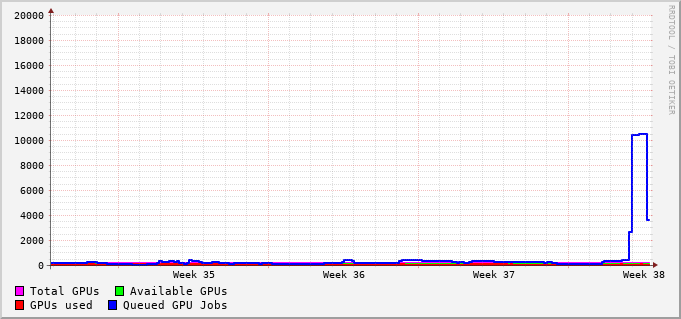 20000
18000
16000
14000
12000
10000
8000
6000
4000
2000
0
Week 35 Week 36 Week 37 Week 38
Total GPUs Available GPUs
GPUs used Queued GPU Jobs
RRDTOOL / TOBI OETIKER